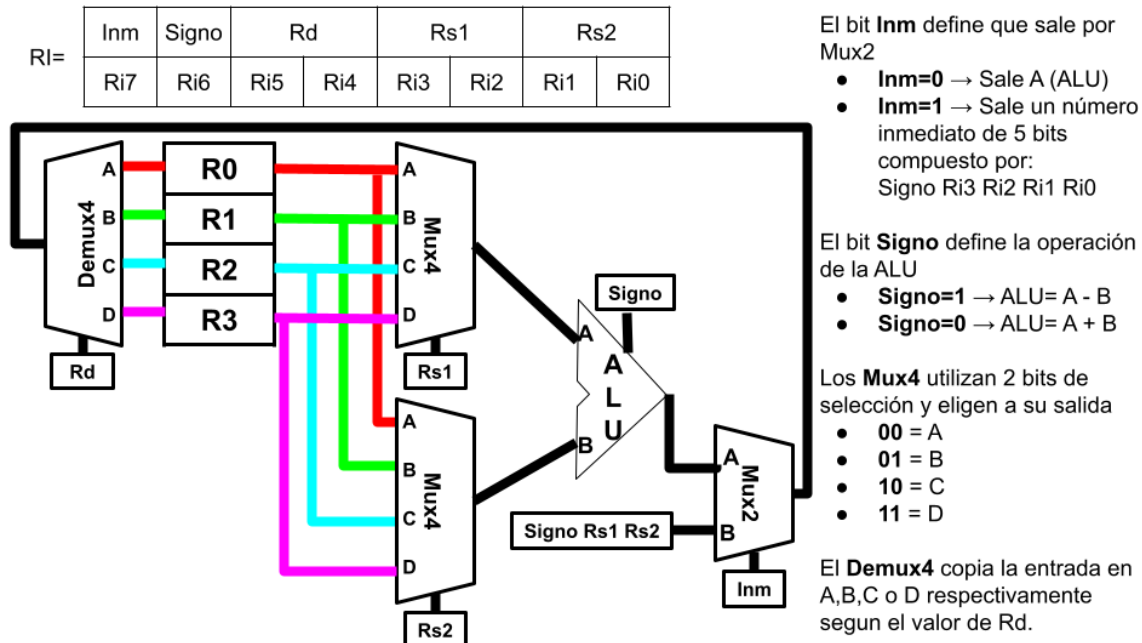 RI=
Inm Signo Rd Rs1 Rs2
Ri7 Ri6 Ri5 Ri4 Ri3 Ri2 Ri1 Ri0
Demux4
A
B
C
D
Rd
R0
R1
R2
R3
Mux4
A
B
C
D
Rs1
Mux4
A
B
C
D
Rs2
Signo
A
B
A
L
U
Signo Rs1 Rs2
A
B
Mux2
Inm
El bit Inm define que sale por
Mux2
● Inm=0 → Sale A (ALU)
● Inm=1 → Sale un número
inmediato de 5 bits
compuesto por:
Signo Ri3 Ri2 Ri1 Ri0
El bit Signo define la operación
de la ALU
● Signo=1 → ALU= A - B
● Signo=0 → ALU= A + B
Los Mux4 utilizan 2 bits de
selección y eligen a su salida
● 00 = A
● 01 = B
● 10 = C
● 11 = D
El Demux4 copia la entrada en
A,B,C o D respectivamente
segun el valor de Rd.